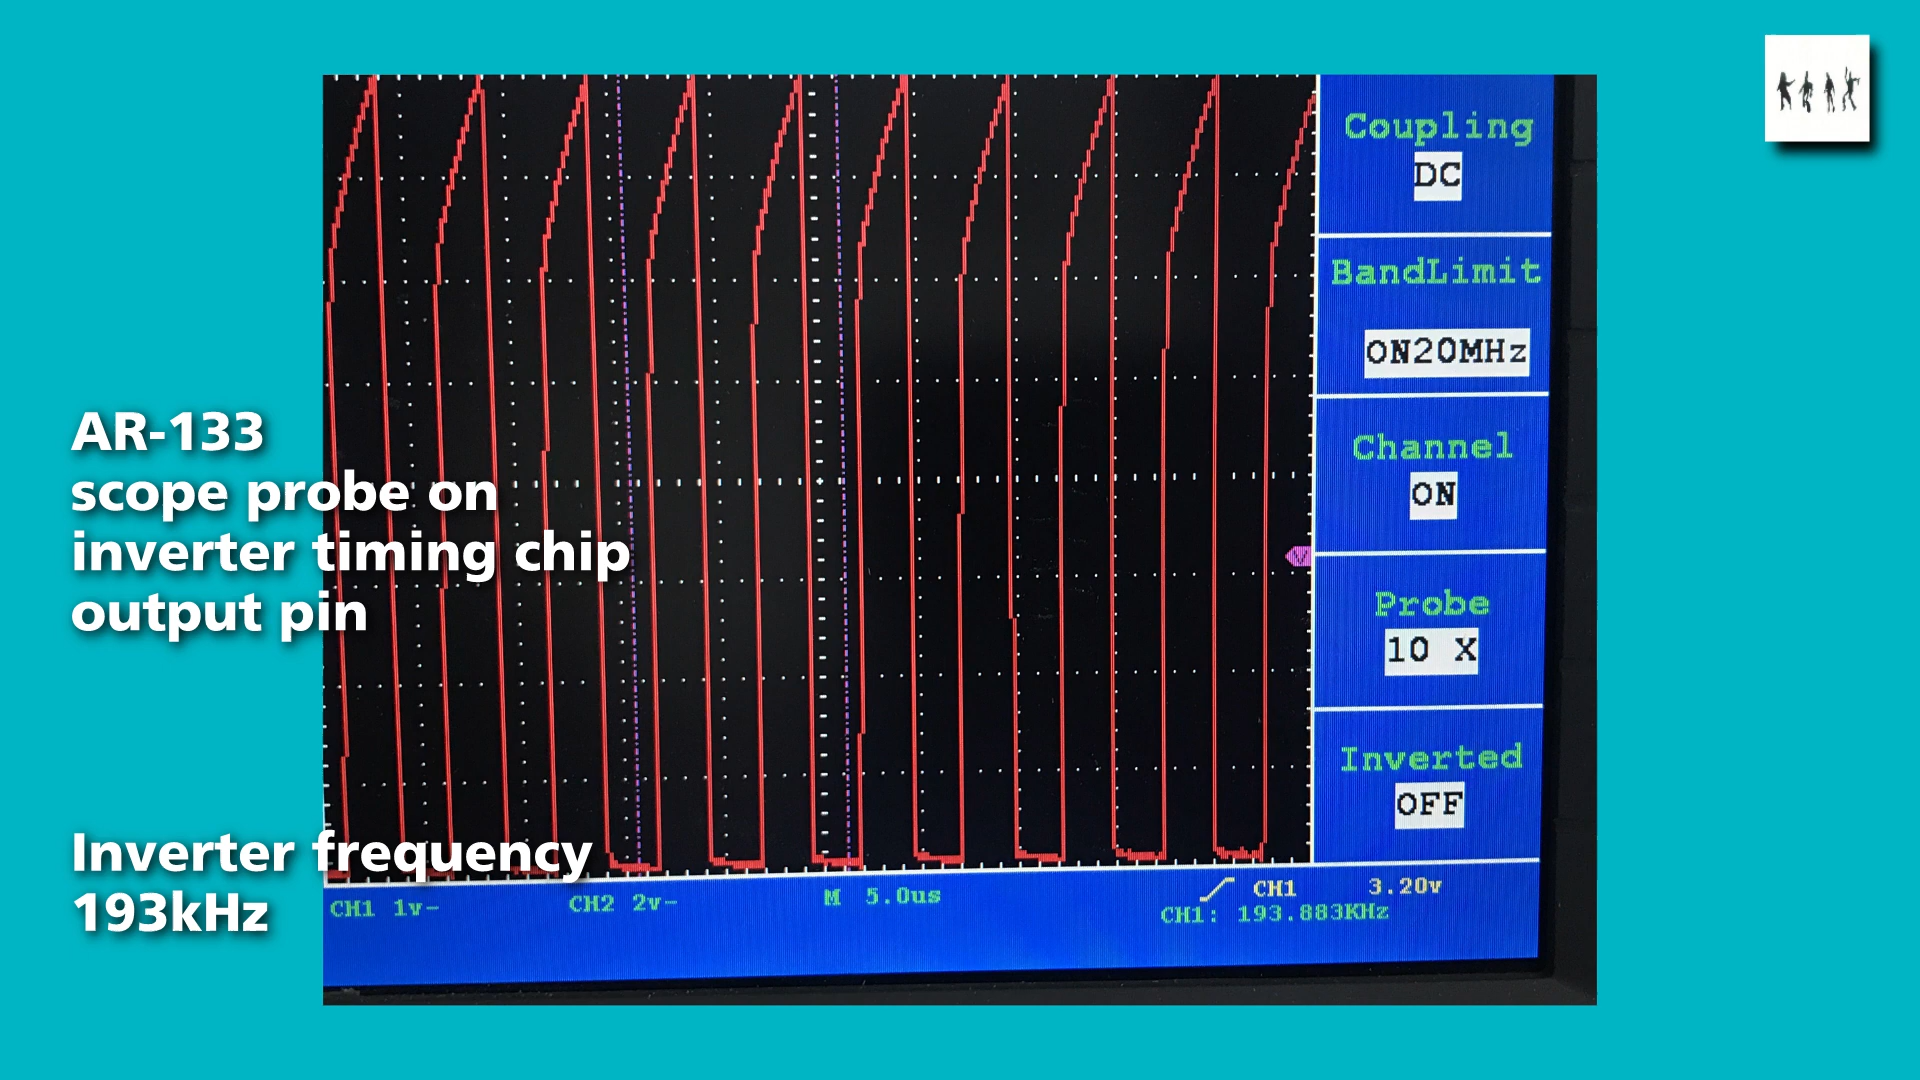 Coupling
DC
BandLimit
ON20MHz
Channel
ON
Probe
10 X
Inverted
OFF
AR-133
scope probe on
inverter timing chip
output pin
Inverter frequency
193kHz
CH1 1v-
CH2 2v-
M 5.0us
CH1 3.20v
CH1: 193.883KHz